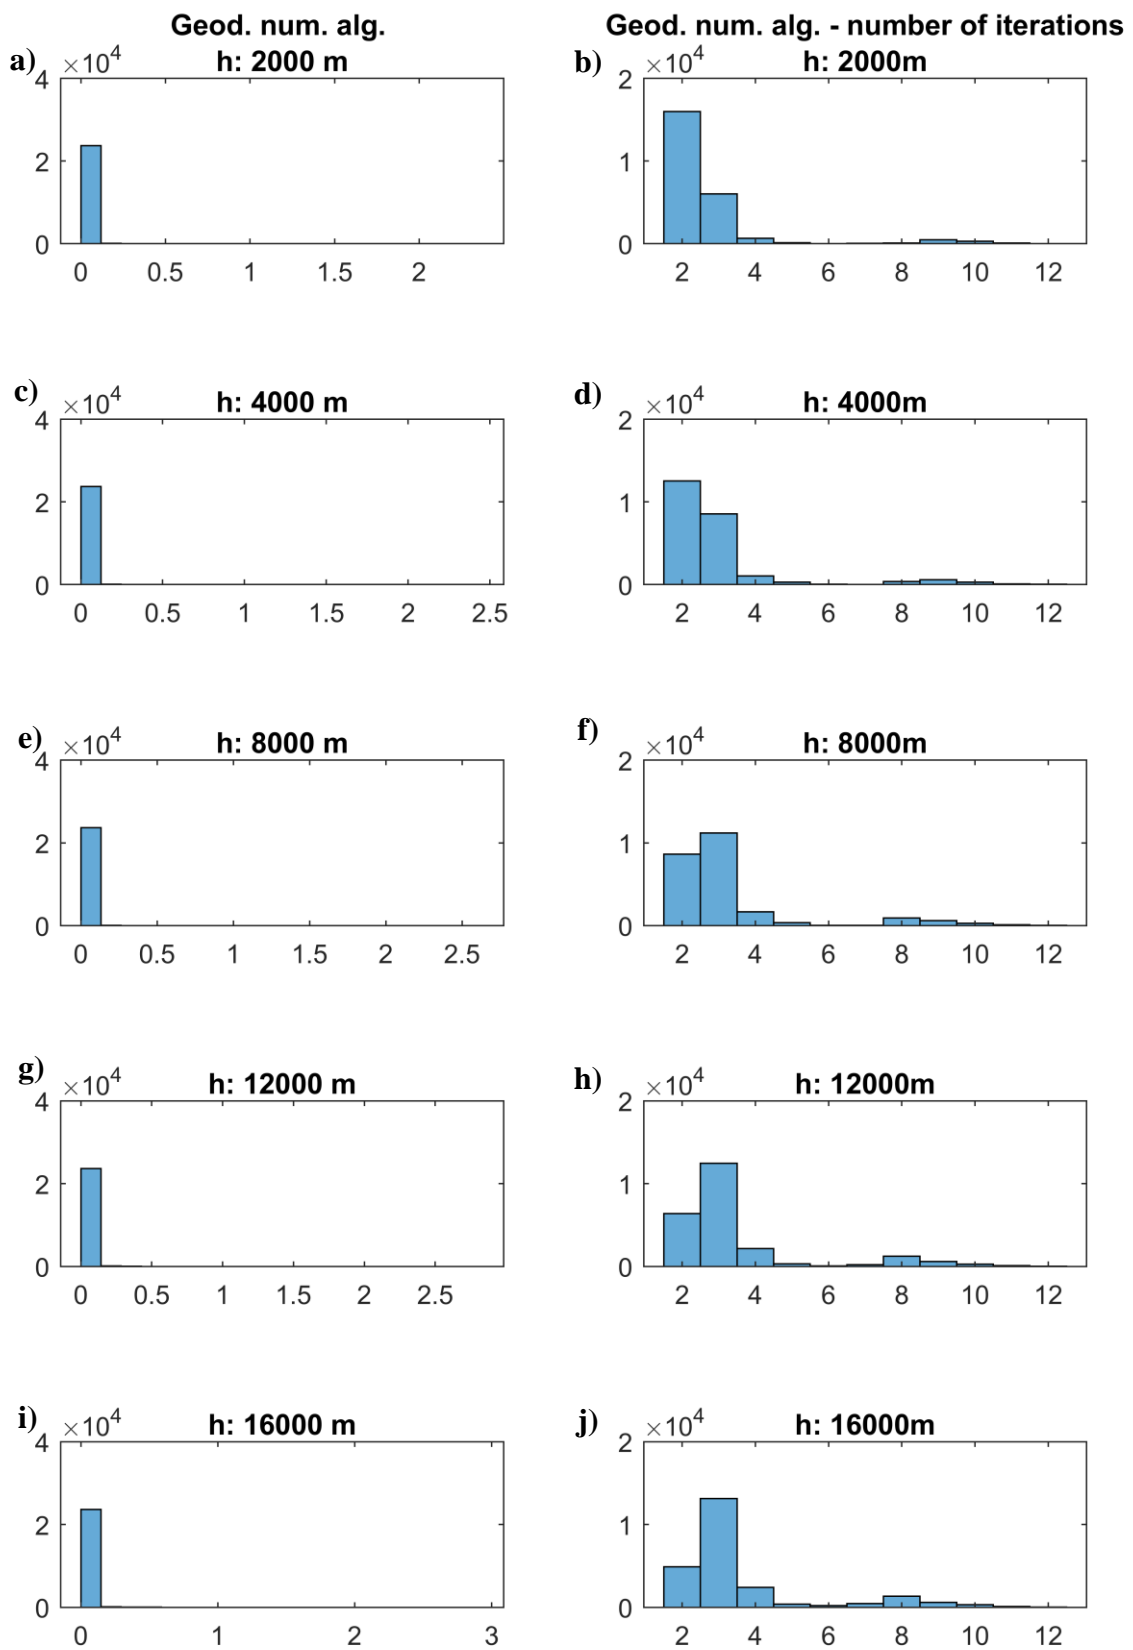 Geod. num. alg.
Geod. num. alg. - number of iterations
a) ×10^4 h: 2000 m
4
2
0
0 0.5 1 1.5 2
b) ×10^4 h: 2000m
2
1
0
2 4 6 8 10 12
c) ×10^4 h: 4000 m
4
2
0
0 0.5 1 1.5 2 2.5
d) ×10^4 h: 4000m
2
1
0
2 4 6 8 10 12
e) ×10^4 h: 8000 m
4
2
0
0 0.5 1 1.5 2 2.5
f) ×10^4 h: 8000m
2
1
0
2 4 6 8 10 12
g) ×10^4 h: 12000 m
4
2
0
0 0.5 1 1.5 2 2.5
h) ×10^4 h: 12000m
2
1
0
2 4 6 8 10 12
i) ×10^4 h: 16000 m
4
2
0
0 1 2 3
j) ×10^4 h: 16000m
2
1
0
2 4 6 8 10 12